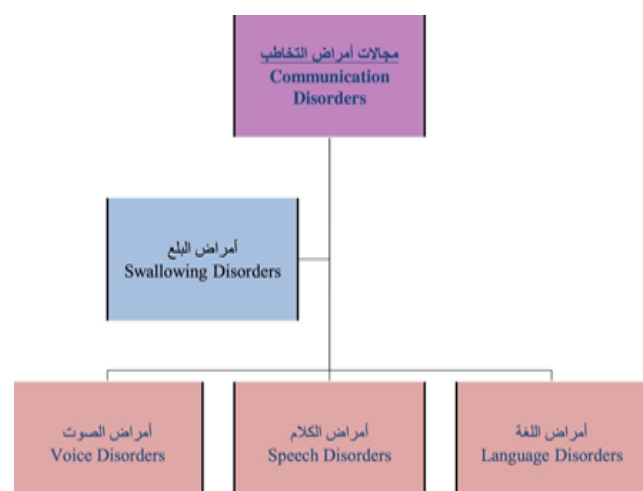 مجالات أمراض التخاطب
Communication
Disorders
أمراض البلع
Swallowing Disorders
أمراض الصوت
Voice Disorders
أمراض الكلام
Speech Disorders
أمراض اللغة
Language Disorders